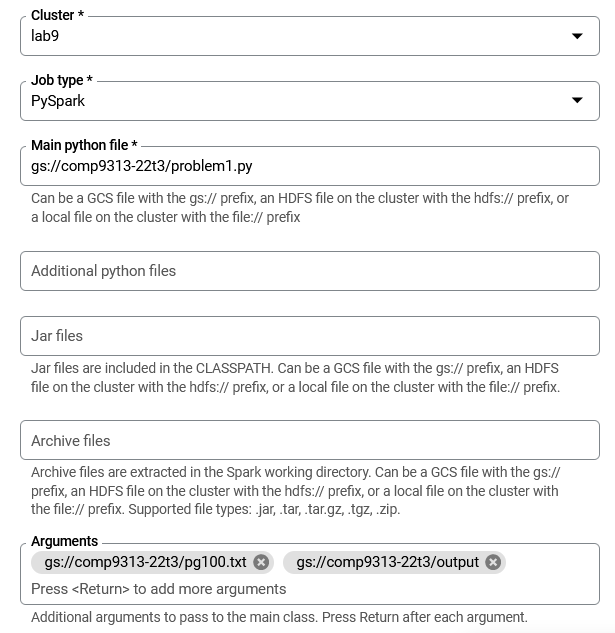 Cluster *
lab9
Job type *
PySpark
Main python file *
gs://comp9313-22t3/problem1.py
Can be a GCS file with the gs:// prefix, an HDFS file on the cluster with the hdfs:// prefix, or
a local file on the cluster with the file:// prefix
Additional python files
Jar files
Jar files are included in the CLASSPATH. Can be a GCS file with the gs:// prefix, an HDFS
file on the cluster with the hdfs:// prefix, or a local file on the cluster with the file:// prefix.
Archive files
Archive files are extracted in the Spark working directory. Can be a GCS file with the gs://
prefix, an HDFS file on the cluster with the hdfs:// prefix, or a local file on the cluster with
the file:// prefix. Supported file types: .jar, .tar, .tar.gz, .tgz, .zip.
Arguments
gs://comp9313-22t3/pg100.txt gs://comp9313-22t3/output
Press <Return> to add more arguments
Additional arguments to pass to the main class. Press Return after each argument.